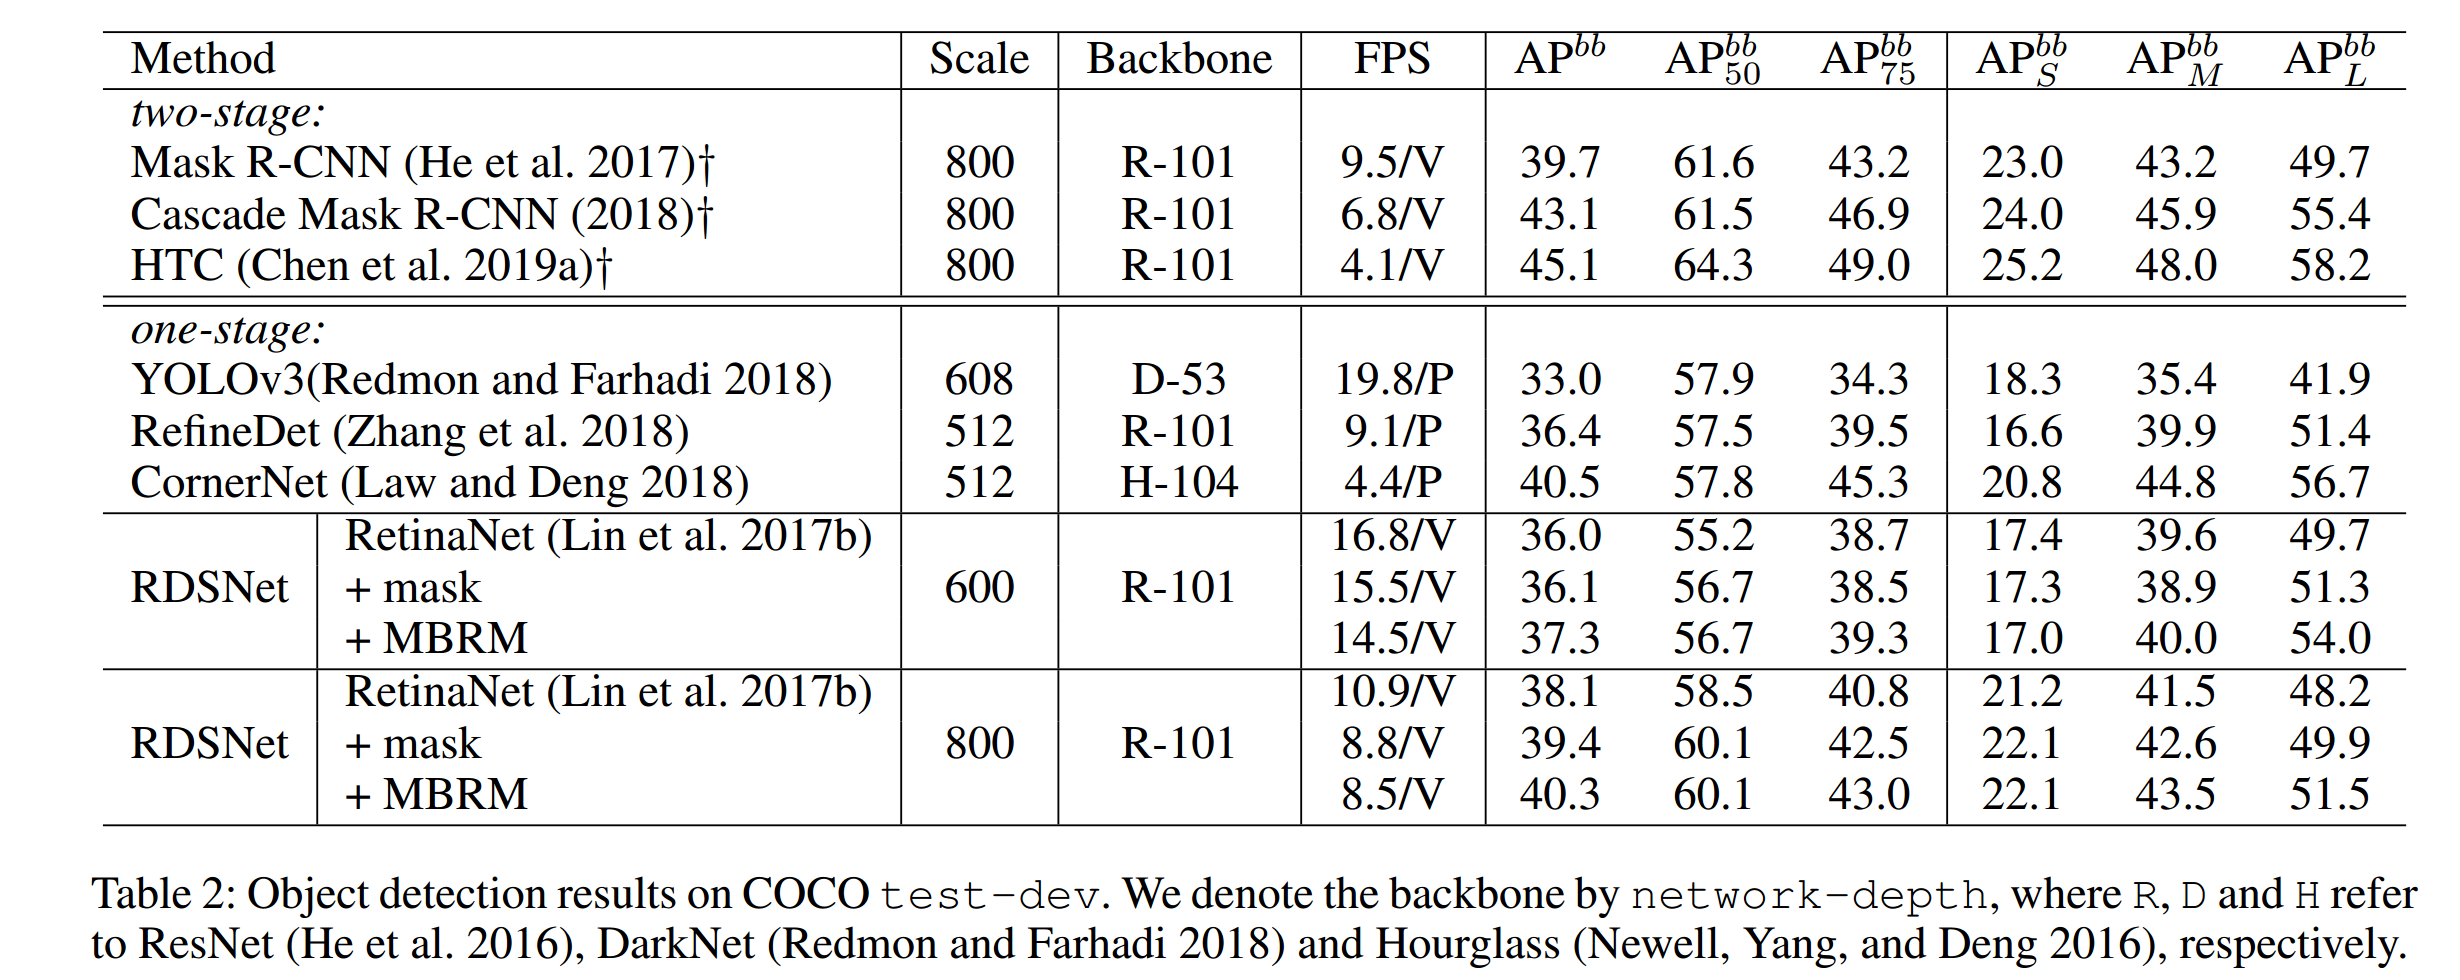 Method Scale Backbone FPS AP^bb AP^bb_50 AP^bb_75 AP^bb_S AP^bb_M AP^bb_L
two-stage:
Mask R-CNN (He et al. 2017)† 800 R-101 9.5/V 39.7 61.6 43.2 23.0 43.2 49.7
Cascade Mask R-CNN (2018)† 800 R-101 6.8/V 43.1 61.5 46.9 24.0 45.9 55.4
HTC (Chen et al. 2019a)† 800 R-101 4.1/V 45.1 64.3 49.0 25.2 48.0 58.2
one-stage:
YOLOv3(Redmon and Farhadi 2018) 608 D-53 19.8/P 33.0 57.9 34.3 18.3 35.4 41.9
RefineDet (Zhang et al. 2018) 512 R-101 9.1/P 36.4 57.5 39.5 16.6 39.9 51.4
CornerNet (Law and Deng 2018) 512 H-104 4.4/P 40.5 57.8 45.3 20.8 44.8 56.7
RetinaNet (Lin et al. 2017b) 16.8/V 36.0 55.2 38.7 17.4 39.6 49.7
RDSNet + mask 600 R-101 15.5/V 36.1 56.7 38.5 17.3 38.9 51.3
+ MBRM 14.5/V 37.3 56.7 39.3 17.0 40.0 54.0
RetinaNet (Lin et al. 2017b) 10.9/V 38.1 58.5 40.8 21.2 41.5 48.2
RDSNet + mask 800 R-101 8.8/V 39.4 60.1 42.5 22.1 42.6 49.9
+ MBRM 8.5/V 40.3 60.1 43.0 22.1 43.5 51.5
Table 2: Object detection results on COCO test-dev. We denote the backbone by network-depth, where R, D and H refer
to ResNet (He et al. 2016), DarkNet (Redmon and Farhadi 2018) and Hourglass (Newell, Yang, and Deng 2016), respectively.